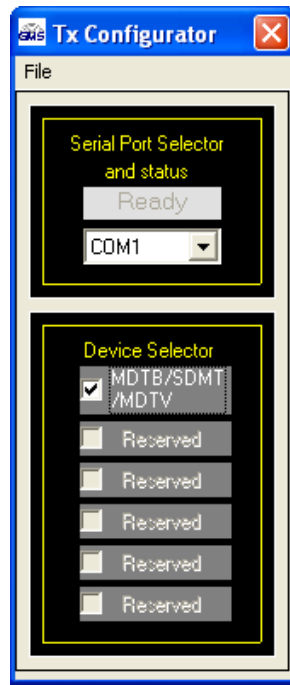 Tx Configurator
File
Serial Port Selector
and status
Ready
COM1
Device Selector
MDTB/SDMT
/MDTV
Reserved
Reserved
Reserved
Reserved
Reserved